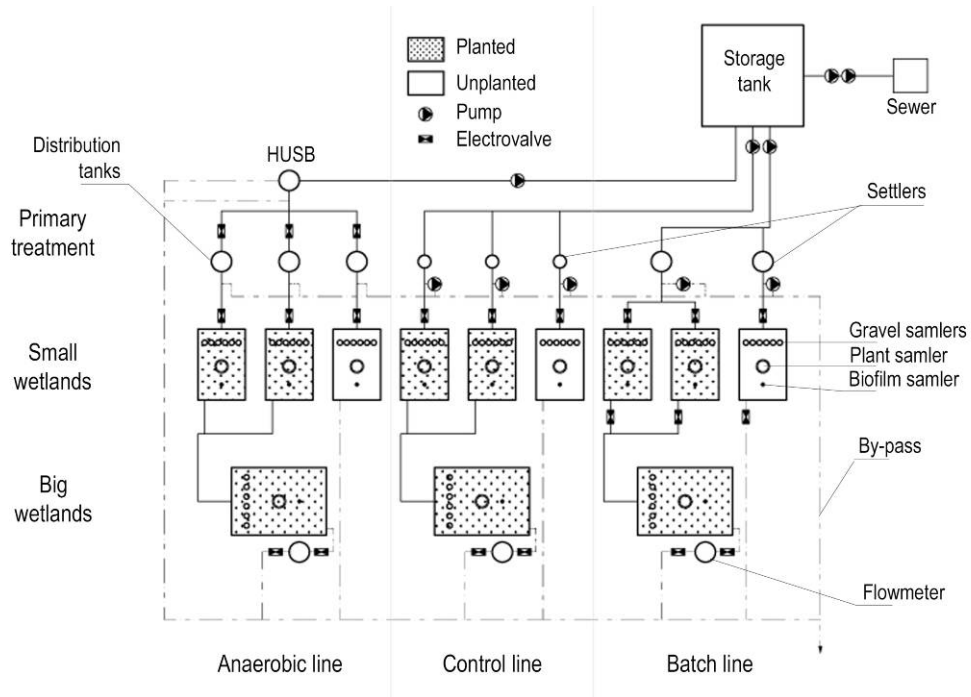 Planted
Unplanted
Pump
Electrovalve
Storage
tank
Sewer
Distribution
tanks
HUSB
Primary
treatment
Settlers
Small
wetlands
Gravel samlers
Plant samler
Biofilm samler
Big
wetlands
By-pass
Flowmeter
Anaerobic line
Control line
Batch line